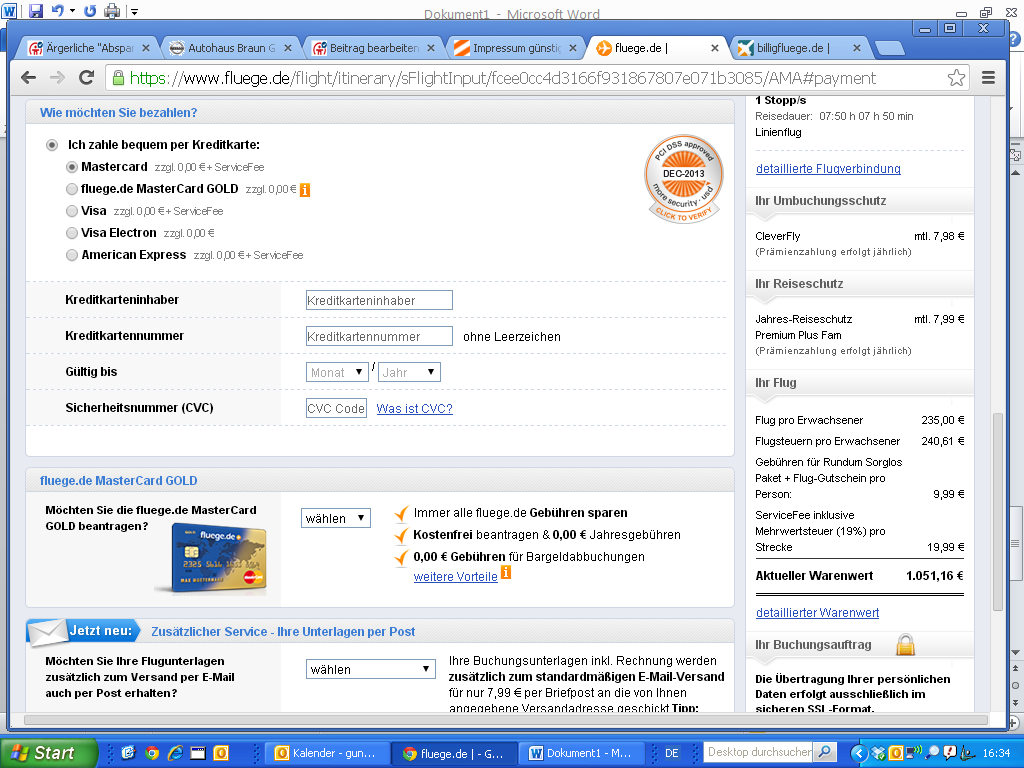 Dokument1 - Microsoft Word
Ärgerliche "Abspa
Autohaus Braun G
Beitrag bearbeiten
Impressum günstig
fluege.de |
billigfluege.de |
https://www.fluege.de/flight/itinerary/sFlightInput/fcee0cc4d3166f931867807e071b3085/AMA#payment
Wie möchten Sie bezahlen?
Ich zahle bequem per Kreditkarte:
Mastercard zzgl. 0,00 € + ServiceFee
fluege.de MasterCard GOLD zzgl. 0,00 € i
Visa zzgl. 0,00 € + ServiceFee
Visa Electron zzgl. 0,00 €
American Express zzgl. 0,00 € + ServiceFee
PCI DSS approved
DEC-2013
more security · usd
CLICK TO VERIFY
Kreditkarteninhaber Kreditkarteninhaber
Kreditkartennummer Kreditkartennummer ohne Leerzeichen
Gültig bis Monat / Jahr
Sicherheitsnummer (CVC) CVC Code Was ist CVC?
fluege.de MasterCard GOLD
Möchten Sie die fluege.de MasterCard
GOLD beantragen?
fluege.de
MasterCard
wählen
Immer alle fluege.de Gebühren sparen
Kostenfrei beantragen & 0,00 € Jahresgebühren
0,00 € Gebühren für Bargeldabbuchungen
weitere Vorteile i
Jetzt neu: Zusätzlicher Service - Ihre Unterlagen per Post
Möchten Sie Ihre Flugunterlagen
zusätzlich zum Versand per E-Mail
auch per Post erhalten?
wählen
Ihre Buchungsunterlagen inkl. Rechnung werden
zusätzlich zum standardmäßigen E-Mail-Versand
für nur 7,99 € per Briefpost an die von Ihnen
angegebene Versandadresse geschickt Tipp:
1 Stopp/s
Reisedauer: 07:50 h 07 h 50 min
Linienflug
detaillierte Flugverbindung
Ihr Umbuchungsschutz
CleverFly mtl. 7,98 €
(Prämienzahlung erfolgt jährlich)
Ihr Reiseschutz
Jahres-Reiseschutz mtl. 7,99 €
Premium Plus Fam
(Prämienzahlung erfolgt jährlich)
Ihr Flug
Flug pro Erwachsener 235,00 €
Flugsteuern pro Erwachsener 240,61 €
Gebühren für Rundum Sorglos
Paket + Flug-Gutschein pro
Person: 9,99 €
ServiceFee inklusive
Mehrwertsteuer (19%) pro
Strecke 19,99 €
Aktueller Warenwert 1.051,16 €
detaillierter Warenwert
Ihr Buchungsauftrag
Die Übertragung Ihrer persönlichen
Daten erfolgt ausschließlich im
sicheren SSL-Format.
Start
Kalender - gun...
fluege.de | - G...
Dokument1 - M...
DE
Desktop durchsuchen
16:34